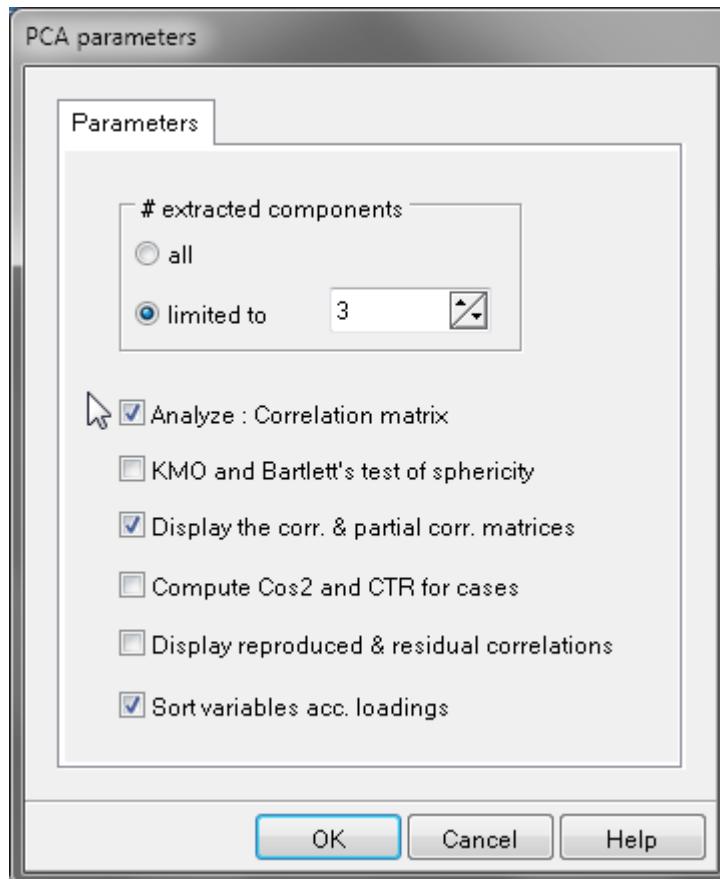 PCA parameters
Parameters
# extracted components
all
limited to 3
Analyze : Correlation matrix
KMO and Bartlett's test of sphericity
Display the corr. & partial corr. matrices
Compute Cos2 and CTR for cases
Display reproduced & residual correlations
Sort variables acc. loadings
OK Cancel Help